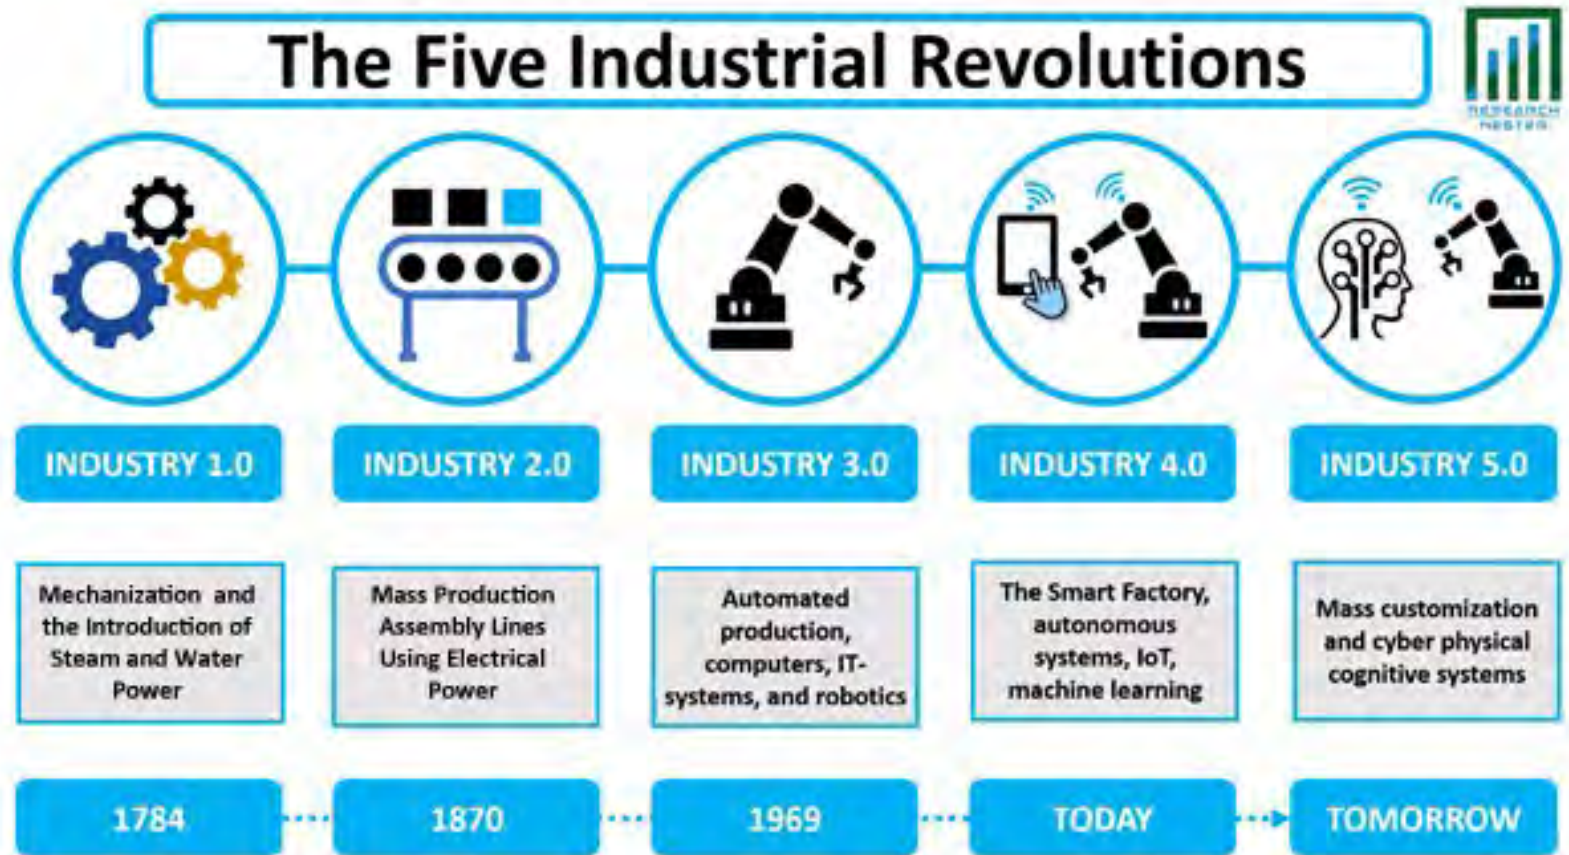 The Five Industrial Revolutions
RESEARCH
NESTER
INDUSTRY 1.0
INDUSTRY 2.0
INDUSTRY 3.0
INDUSTRY 4.0
INDUSTRY 5.0
Mechanization and
the Introduction of
Steam and Water
Power
Mass Production
Assembly Lines
Using Electrical
Power
Automated
production,
computers, IT-
systems, and robotics
The Smart Factory,
autonomous
systems, IoT,
machine learning
Mass customization
and cyber physical
cognitive systems
1784
1870
1969
TODAY
TOMORROW